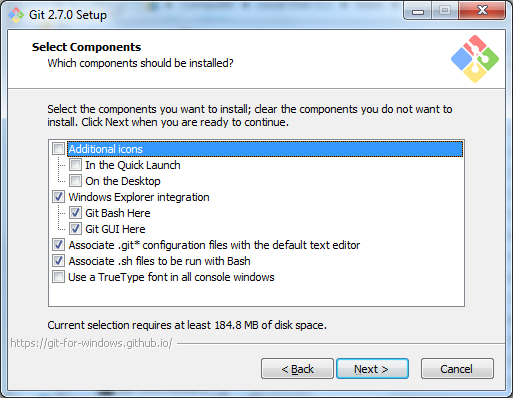 Git 2.7.0 Setup
Select Components
Which components should be installed?
Select the components you want to install; clear the components you do not want to
install. Click Next when you are ready to continue.
Additional icons
In the Quick Launch
On the Desktop
Windows Explorer integration
Git Bash Here
Git GUI Here
Associate .git* configuration files with the default text editor
Associate .sh files to be run with Bash
Use a TrueType font in all console windows
Current selection requires at least 184.8 MB of disk space.
https://git-for-windows.github.io/
< Back
Next >
Cancel